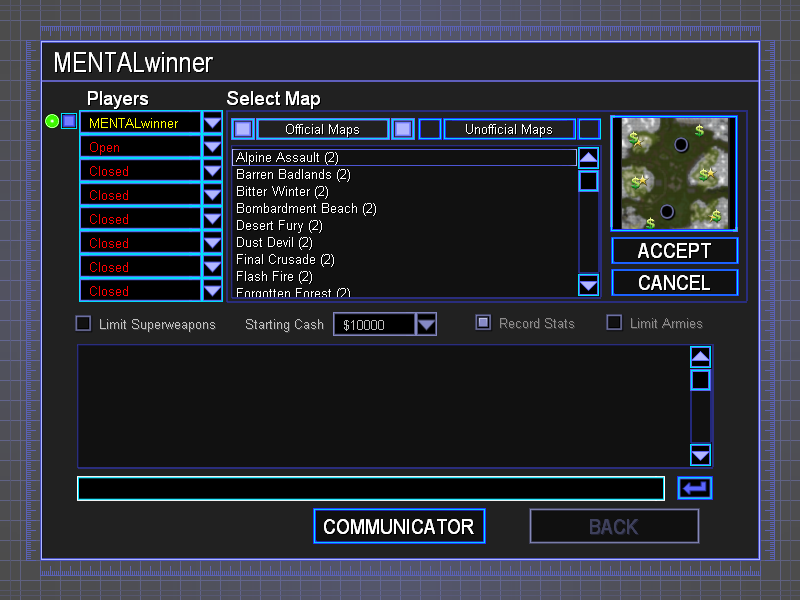 MENTALwinner
Players
Select Map
MENTALwinner
Open
Closed
Closed
Closed
Closed
Closed
Closed
Official Maps
Unofficial Maps
Alpine Assault (2)
Barren Badlands (2)
Bitter Winter (2)
Bombardment Beach (2)
Desert Fury (2)
Dust Devil (2)
Final Crusade (2)
Flash Fire (2)
Forgotten Forest (2)
$
$
$
$
$
$
ACCEPT
CANCEL
Limit Superweapons
Starting Cash
$10000
Record Stats
Limit Armies
COMMUNICATOR
BACK